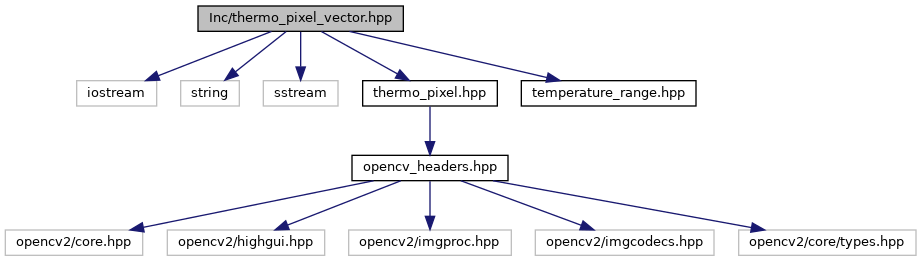 Inc/thermo_pixel_vector.hpp
iostream
string
sstream
thermo_pixel.hpp
temperature_range.hpp
opencv_headers.hpp
opencv2/core.hpp
opencv2/highgui.hpp
opencv2/imgproc.hpp
opencv2/imgcodecs.hpp
opencv2/core/types.hpp